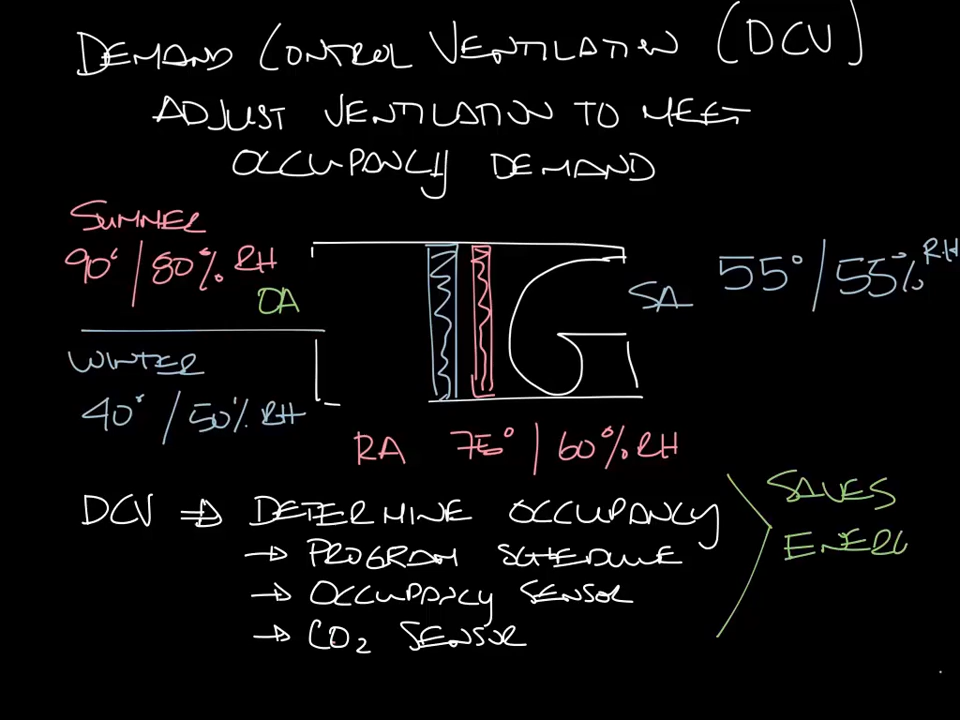 DEMAND CONTROL VENTILATION (DCV)
ADJUST VENTILATION TO MEET
OCCUPANCY DEMAND
SUMMER
90° / 80% RH
OA
SA 55° / 55% RH
WINTER
40° / 50% RH
RA 75° | 60% RH
DCV ⇒ DETERMINE OCCUPANCY
→ PROGRAM SCHEDULE
→ OCCUPANCY SENSOR
→ CO2 SENSOR
SAVES
ENERG